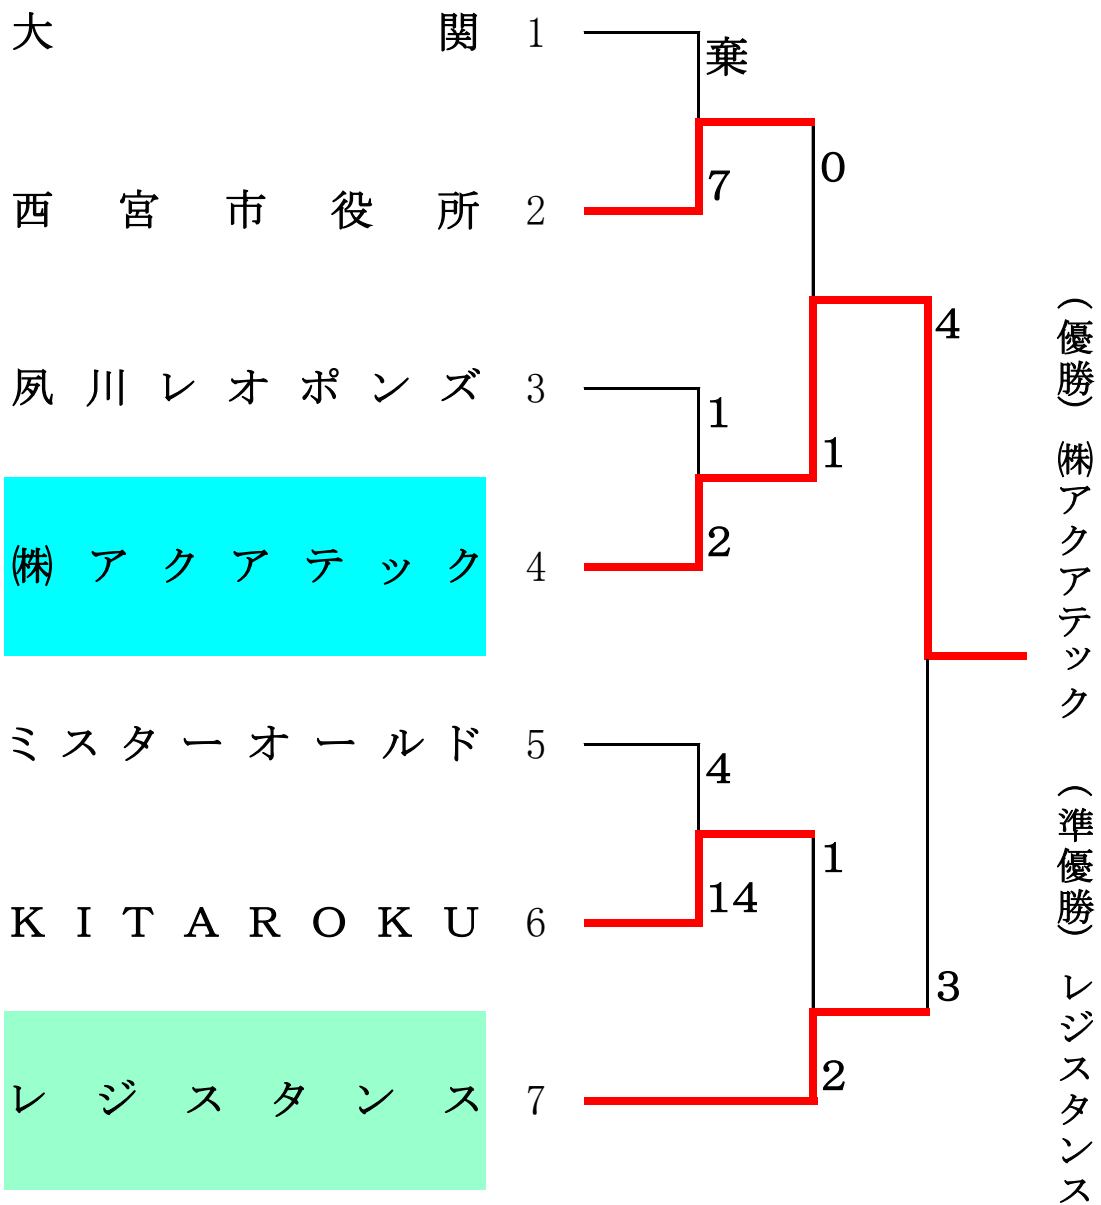 大関 1
棄
西宮市役所 2
7
0
夙川レオポンズ 3
1
㈱アクアテック 4
2
1
4
ミスターオールド 5
4
KITAROKU 6
14
1
レジスタンス 7
2
3
(優勝)㈱アクアテック
(準優勝)レジスタンス